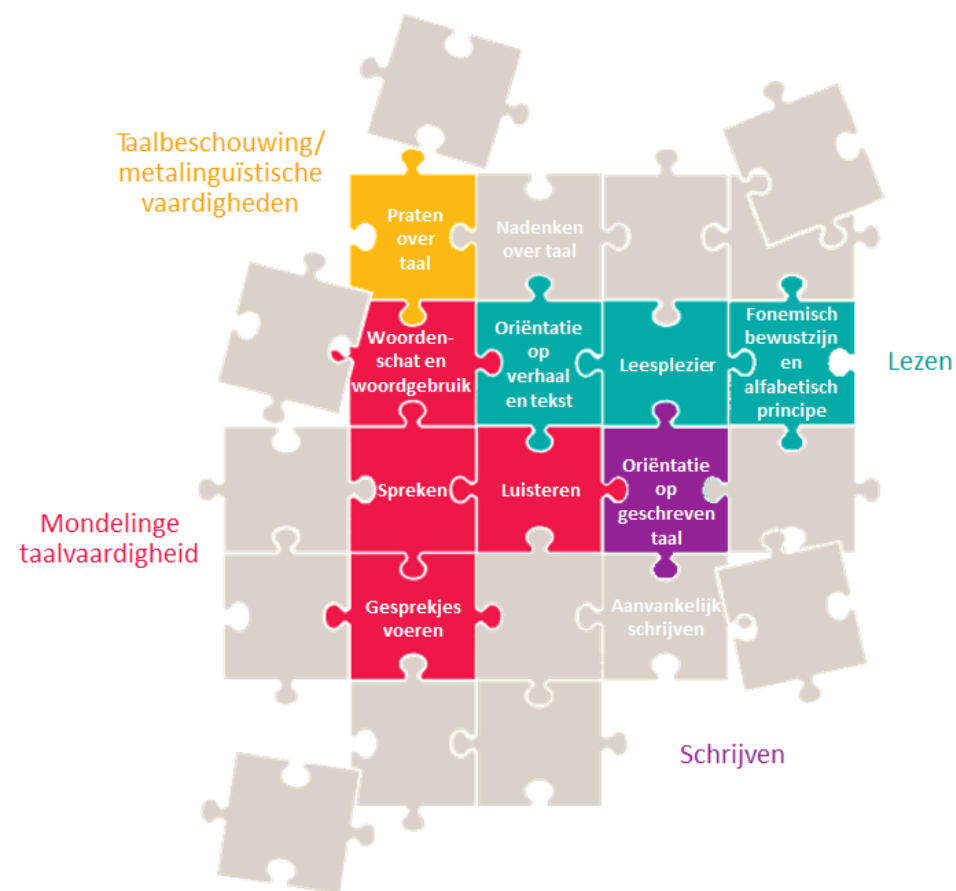 Taalbeschouwing/
metalinguïstische
vaardigheden
Praten
over
taal
Nadenken
over taal
Woorden-
schat en
woordgebruik
Oriëntatie
op
verhaal
en tekst
Leesplezier
Fonemisch
bewustzijn
en
alfabetisch
principe
Lezen
Mondelinge
taalvaardigheid
Spreken
Luisteren
Oriëntatie
op
geschreven
taal
Gesprekjes
voeren
Aanvankelijk
schrijven
Schrijven